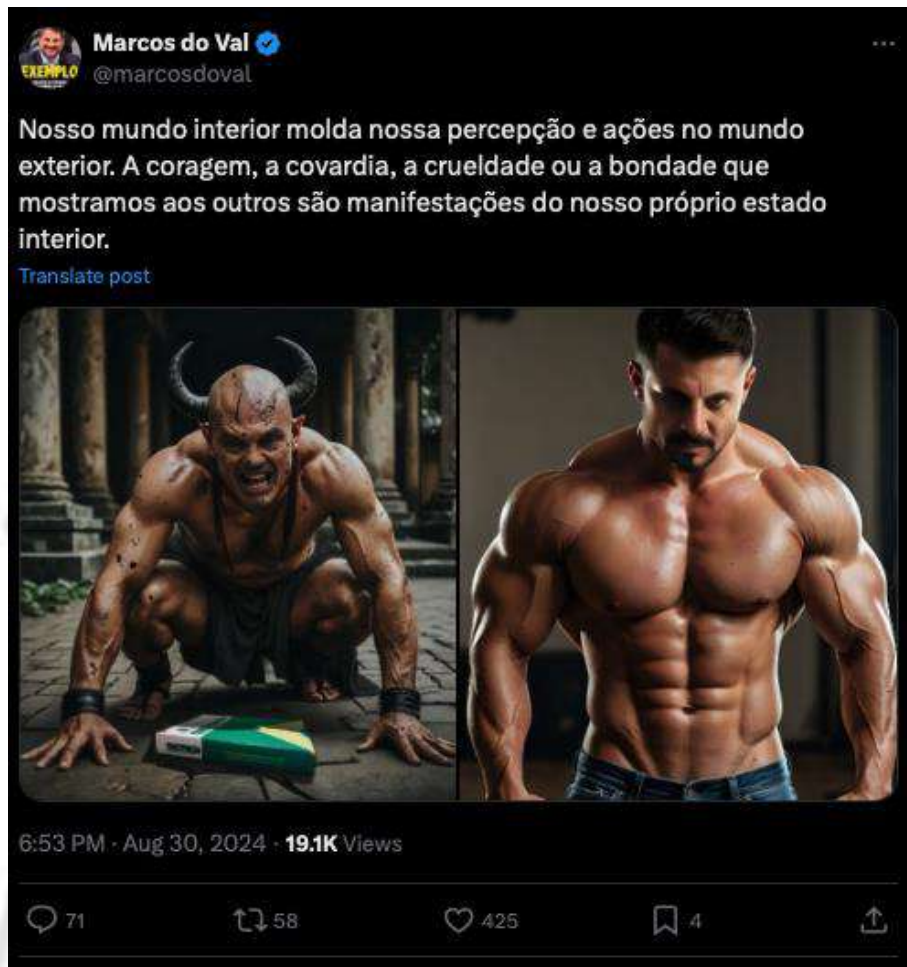 Marcos do Val
EXEMPLO
@marcosdoval
Nosso mundo interior molda nossa percepção e ações no mundo
exterior. A coragem, a covardia, a crueldade ou a bondade que
mostramos aos outros são manifestações do nosso próprio estado
interior.
Translate post
6:53 PM · Aug 30, 2024 · 19.1K Views
71
58
425
4